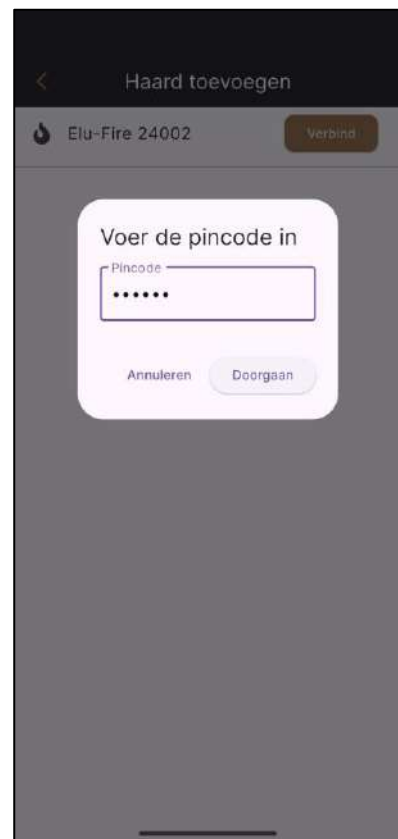 Haard toevoegen
Elu-Fire 24002 Verbind
Voer de pincode in
Pincode
••••••
Annuleren Doorgaan